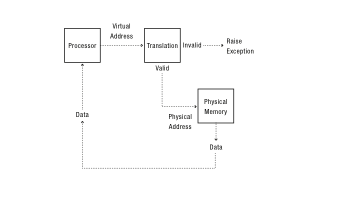 Virtual
Address
Processor
Translation
Invalid
Raise
Exception
Valid
Physical
Memory
Data
Physical
Address
Data